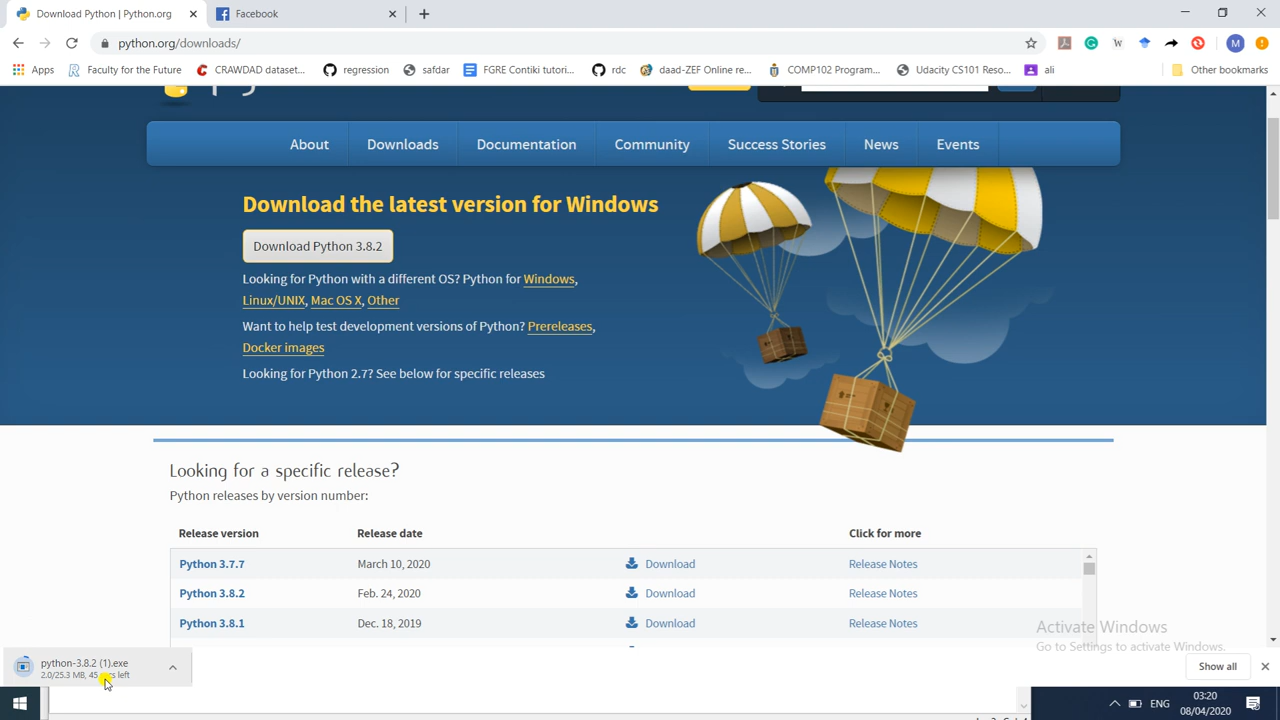 Download Python | Python.org
Facebook
python.org/downloads/
M
Apps
Faculty for the Future
CRAWDAD dataset...
regression
safdar
FGRE Contiki tutori...
rdc
daad-ZEF Online re...
COMP102 Program...
Udacity CS101 Reso...
ali
Other bookmarks
About
Downloads
Documentation
Community
Success Stories
News
Events
Download the latest version for Windows
Download Python 3.8.2
Looking for Python with a different OS? Python for Windows,
Linux/UNIX, Mac OS X, Other
Want to help test development versions of Python? Prereleases,
Docker images
Looking for Python 2.7? See below for specific releases
Looking for a specific release?
Python releases by version number:
Release version Release date Click for more
Python 3.7.7 March 10, 2020 Download Release Notes
Python 3.8.2 Feb. 24, 2020 Download Release Notes
Python 3.8.1 Dec. 18, 2019 Download Release Notes
Activate Windows
Go to Settings to activate Windows.
python-3.8.2 (1).exe
2.0/25.3 MB, 45 left
Show all
ENG
03:20
08/04/2020